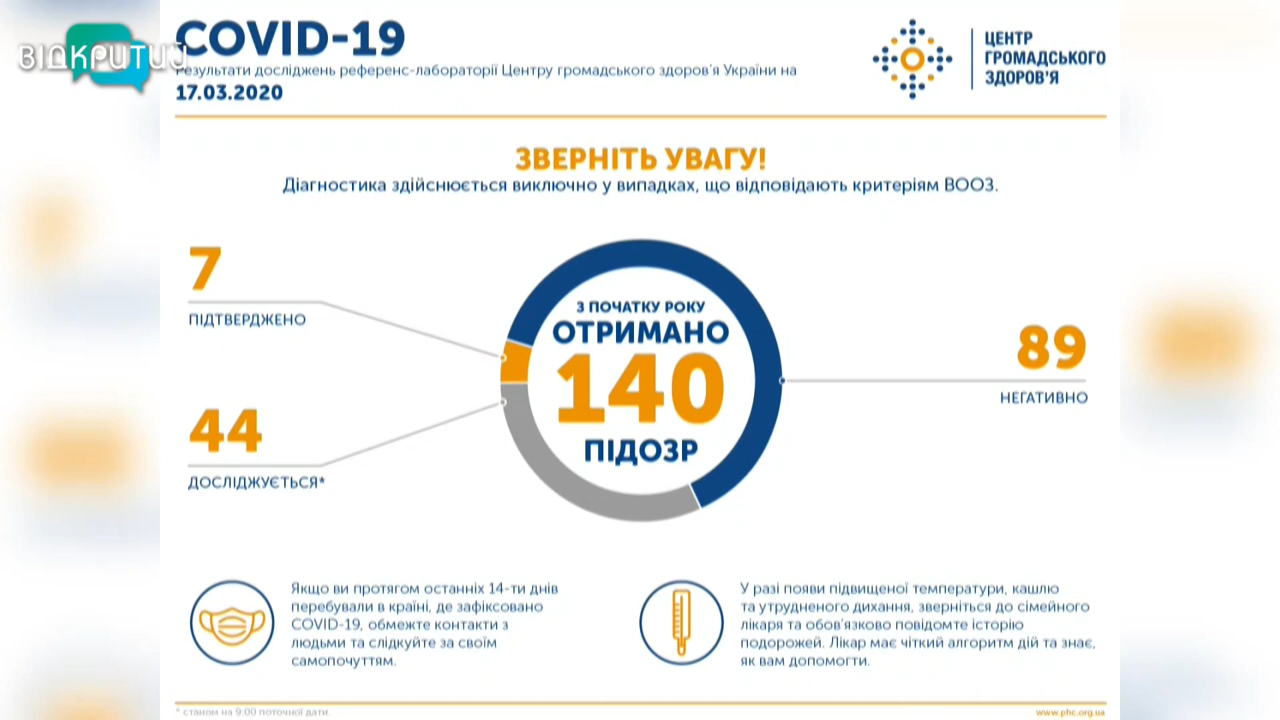 ВІДКРИТИЙ
COVID-19
Результати досліджень референс-лабораторії Центру громадського здоров'я України на
17.03.2020
ЦЕНТР
ГРОМАДСЬКОГО
ЗДОРОВ'Я
ЗВЕРНІТЬ УВАГУ!
Діагностика здійснюється виключно у випадках, що відповідають критеріям ВООЗ.
7
ПІДТВЕРДЖЕНО
44
ДОСЛІДЖУЄТЬСЯ*
З ПОЧАТКУ РОКУ
ОТРИМАНО
140
ПІДОЗР
89
НЕГАТИВНО
Якщо ви протягом останніх 14-ти днів
перебували в країні, де зафіксовано
COVID-19, обмежте контакти з
людьми та слідкуйте за своїм
самопочуттям.
У разі появи підвищеної температури, кашлю
та утрудненого дихання, зверніться до сімейного
лікаря та обов'язково повідомте історію
подорожей. Лікар має чіткий алгоритм дій та знає,
як вам допомогти.
* станом на 9:00 поточної дати.
www.phc.org.ua